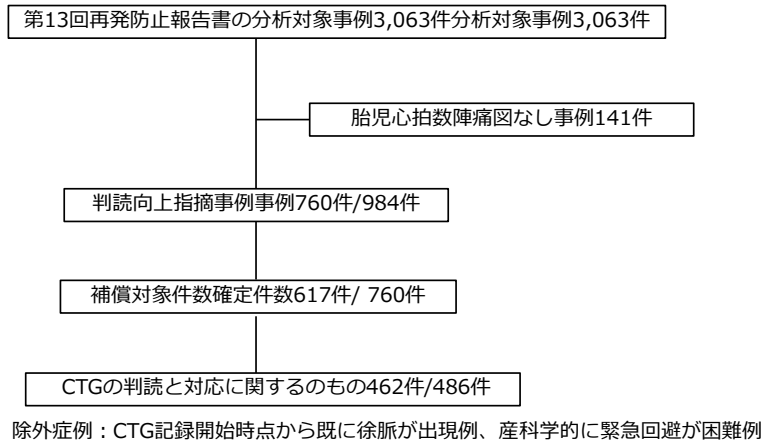 第13回再発防止報告書の分析対象事例3,063件分析対象事例3,063件
胎児心拍数陣痛図なし事例141件
判読向上指摘事例事例760件/984件
補償対象件数確定件数617件/ 760件
CTGの判読と対応に関するのもの462件/486件
除外症例：CTG記録開始時点から既に徐脈が出現例、産科学的に緊急回避が困難例